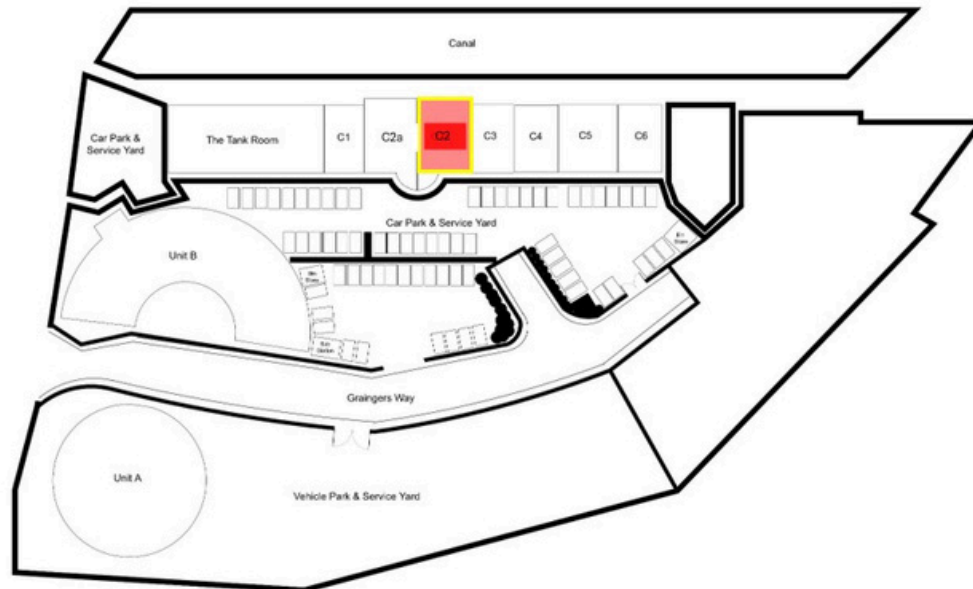 Canal
Car Park &
Service Yard
The Tank Room
C1
C2a
C2
C3
C4
C5
C6
Car Park & Service Yard
Unit B
Graingers Way
Unit A
Vehicle Park & Service Yard